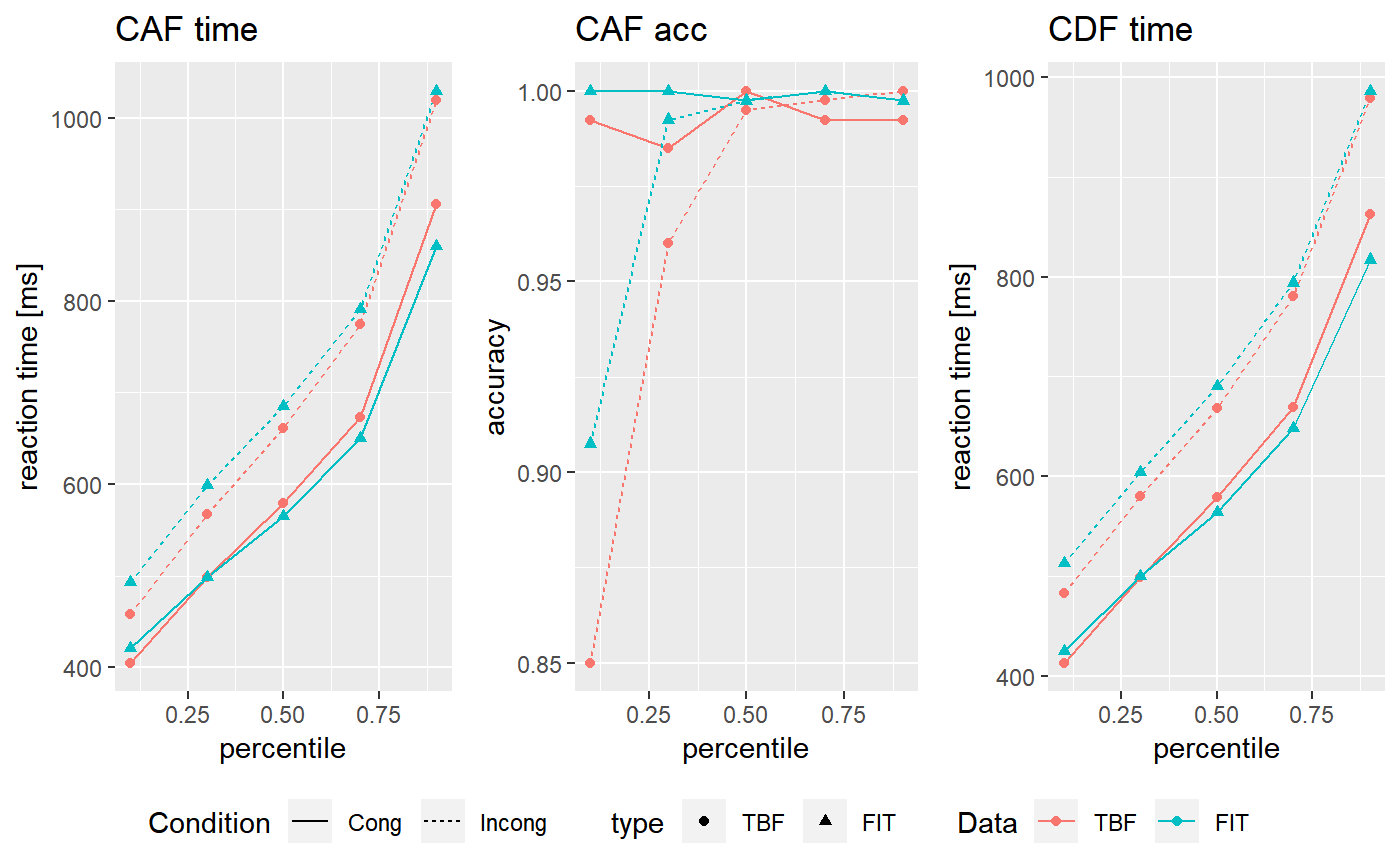 CAF time
CAF acc
CDF time
reaction time [ms]
1000
800
600
400
0.25 0.50 0.75
percentile
accuracy
1.00
0.95
0.90
0.85
0.25 0.50 0.75
percentile
reaction time [ms]
1000
800
600
400
0.25 0.50 0.75
percentile
Condition Cong Incong type TBF FIT Data TBF FIT